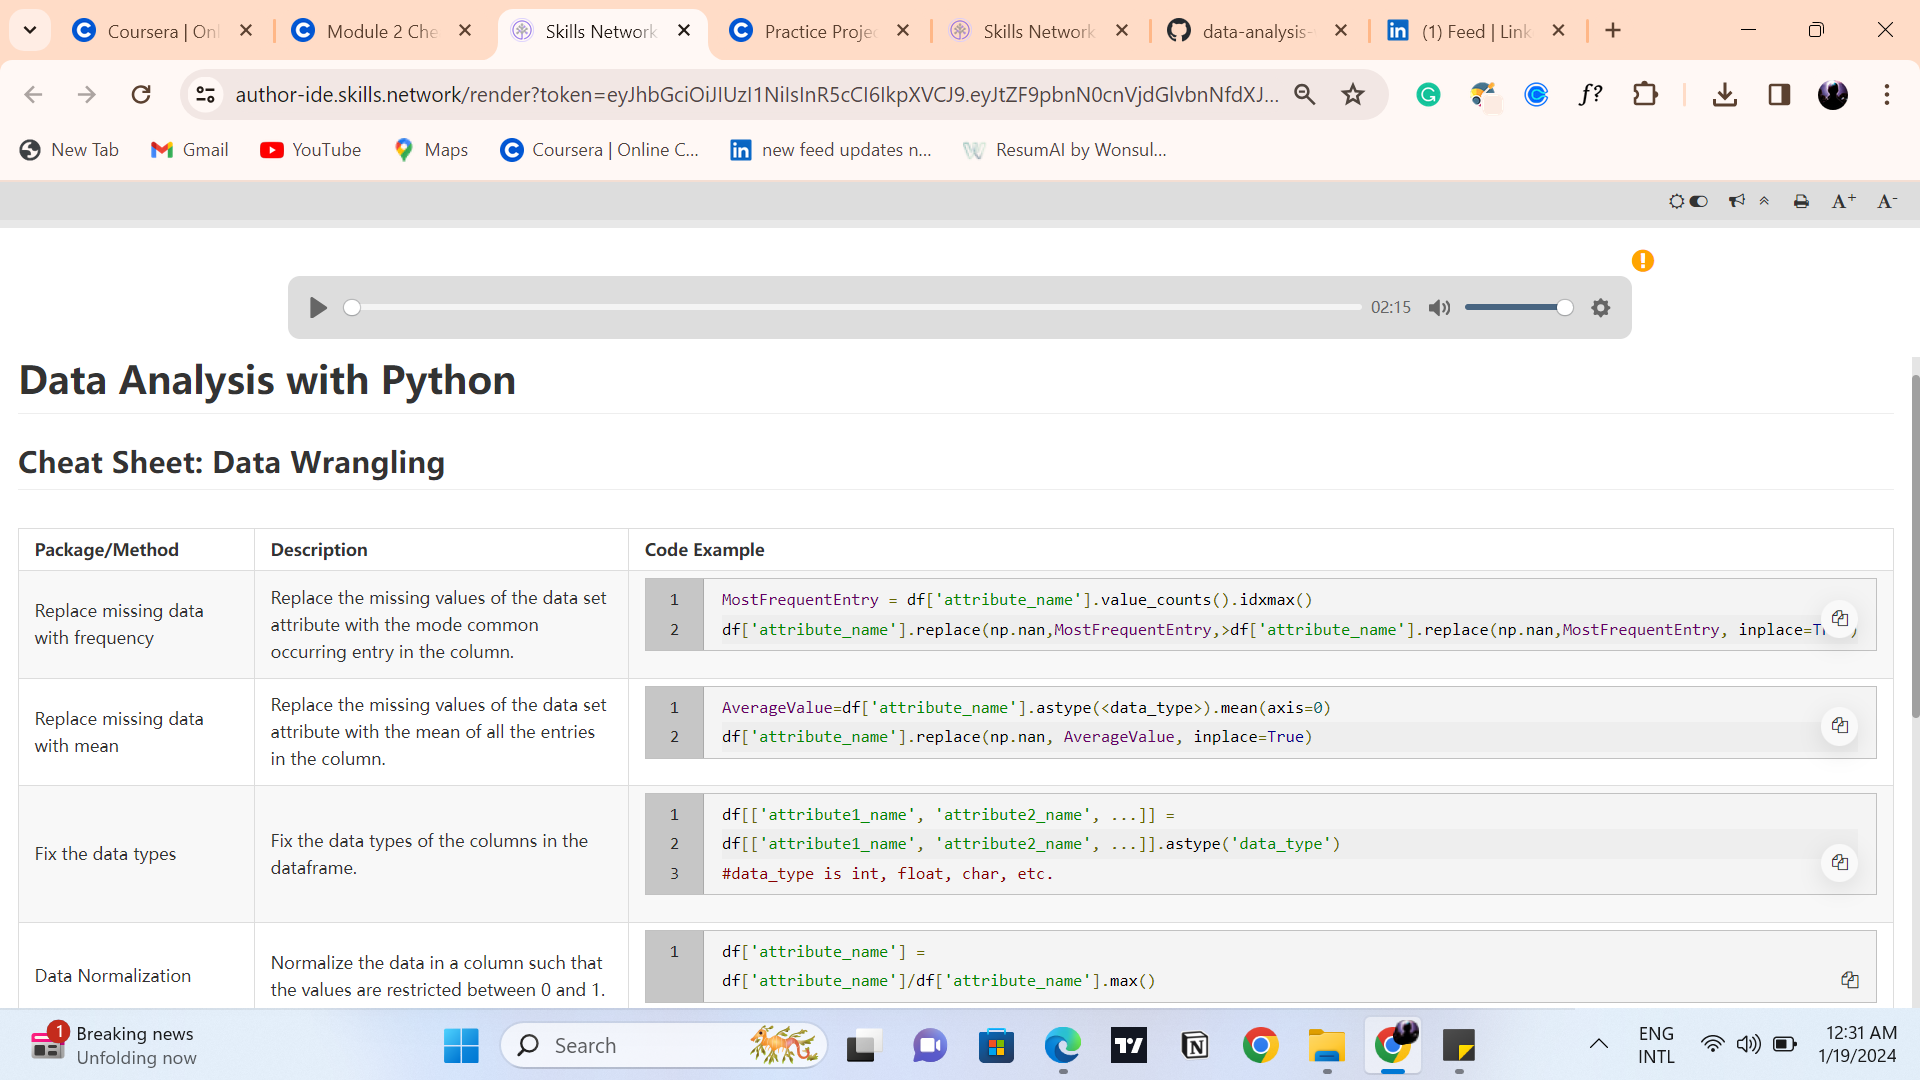 Coursera | Onl
Module 2 Che
Skills Network
Practice Projec
Skills Network
data-analysis-
(1) Feed | Link
author-ide.skills.network/render?token=eyJhbGciOiJIUzI1NiIsInR5cCI6IkpXVCJ9.eyJtZF9pbnN0cnVjdGlvbnNfdXJ...
f?
New Tab
Gmail
YouTube
Maps
Coursera | Online C...
new feed updates n...
ResumAI by Wonsul...
A+
A-
02:15
Data Analysis with Python
Cheat Sheet: Data Wrangling
Package/Method
Description
Code Example
Replace missing data
with frequency
Replace the missing values of the data set
attribute with the mode common
occurring entry in the column.
1 MostFrequentEntry = df['attribute_name'].value_counts().idxmax()
2 df['attribute_name'].replace(np.nan,MostFrequentEntry,>df['attribute_name'].replace(np.nan,MostFrequentEntry, inplace=
Replace missing data
with mean
Replace the missing values of the data set
attribute with the mean of all the entries
in the column.
1 AverageValue=df['attribute_name'].astype(<data_type>).mean(axis=0)
2 df['attribute_name'].replace(np.nan, AverageValue, inplace=True)
Fix the data types
Fix the data types of the columns in the
dataframe.
1 df[['attribute1_name', 'attribute2_name', ...]] =
2 df[['attribute1_name', 'attribute2_name', ...]].astype('data_type')
3 #data_type is int, float, char, etc.
Data Normalization
Normalize the data in a column such that
the values are restricted between 0 and 1.
1 df['attribute_name'] =
df['attribute_name']/df['attribute_name'].max()
1
Breaking news
Unfolding now
Search
ENG
INTL
12:31 AM
1/19/2024